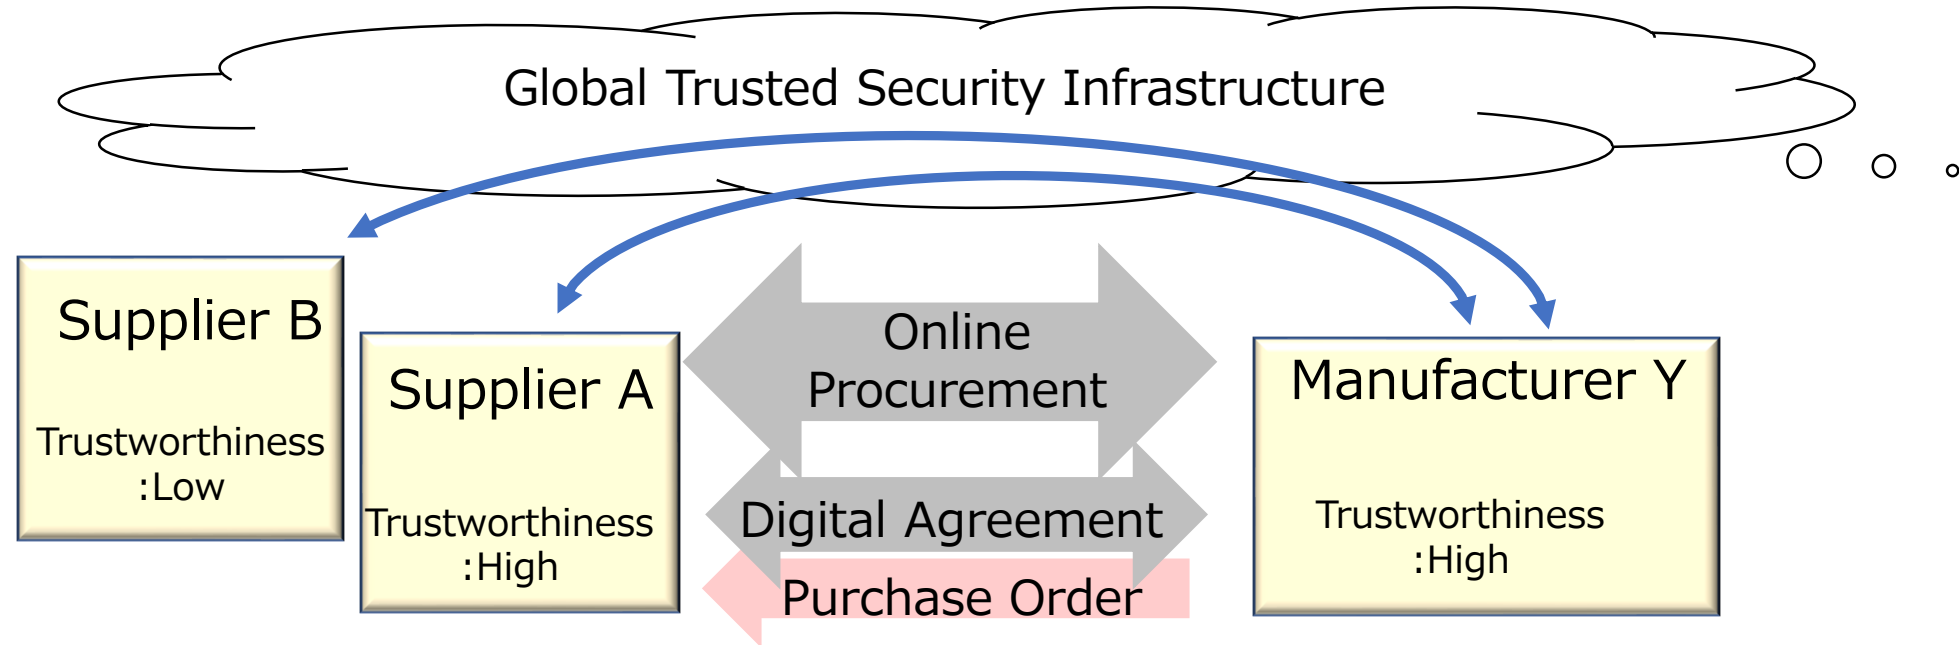 Global Trusted Security Infrastructure
Supplier B
Trustworthiness
:Low
Supplier A
Trustworthiness
:High
Online
Procurement
Digital Agreement
Purchase Order
Manufacturer Y
Trustworthiness
:High